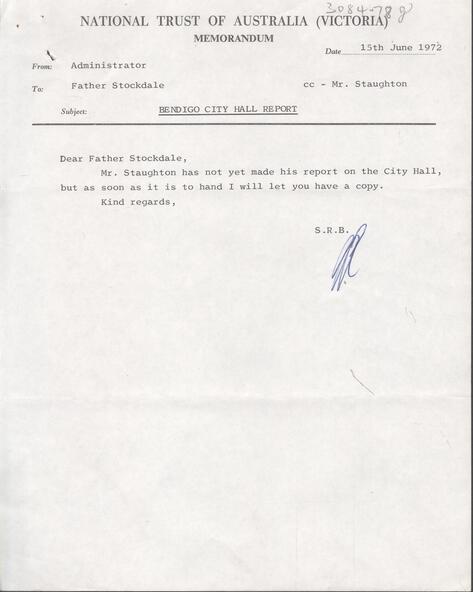 3084-78g
NATIONAL TRUST OF AUSTRALIA (VICTORIA)
MEMORANDUM
Date 15th June 1972
From: Administrator
To: Father Stockdale cc - Mr. Staughton
Subject: BENDIGO CITY HALL REPORT
Dear Father Stockdale,
Mr. Staughton has not yet made his report on the City Hall,
but as soon as it is to hand I will let you have a copy.
Kind regards,
S.R.B.